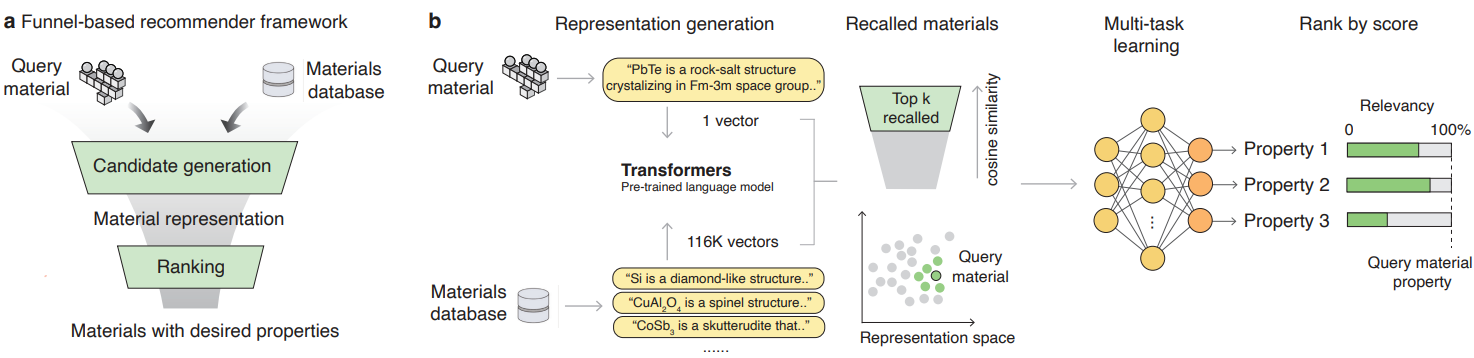 a Funnel-based recommender framework
Query
material
Materials
database
Candidate generation
Material representation
Ranking
Materials with desired properties
b
Representation generation
Recalled materials
Multi-task
learning
Rank by score
Query
material
“PbTe is a rock-salt structure
crystalizing in Fm-3m space group..”
1 vector
Transformers
Pre-trained language model
116K vectors
Materials
database
“Si is a diamond-like structure..”
“CuAl2O4 is a spinel structure..”
“CoSb3 is a skutterudite that..”
......
Top k
recalled
cosine similarity
Query
material
Representation space
Property 1
Property 2
Property 3
Relevancy
0 100%
Query material
property